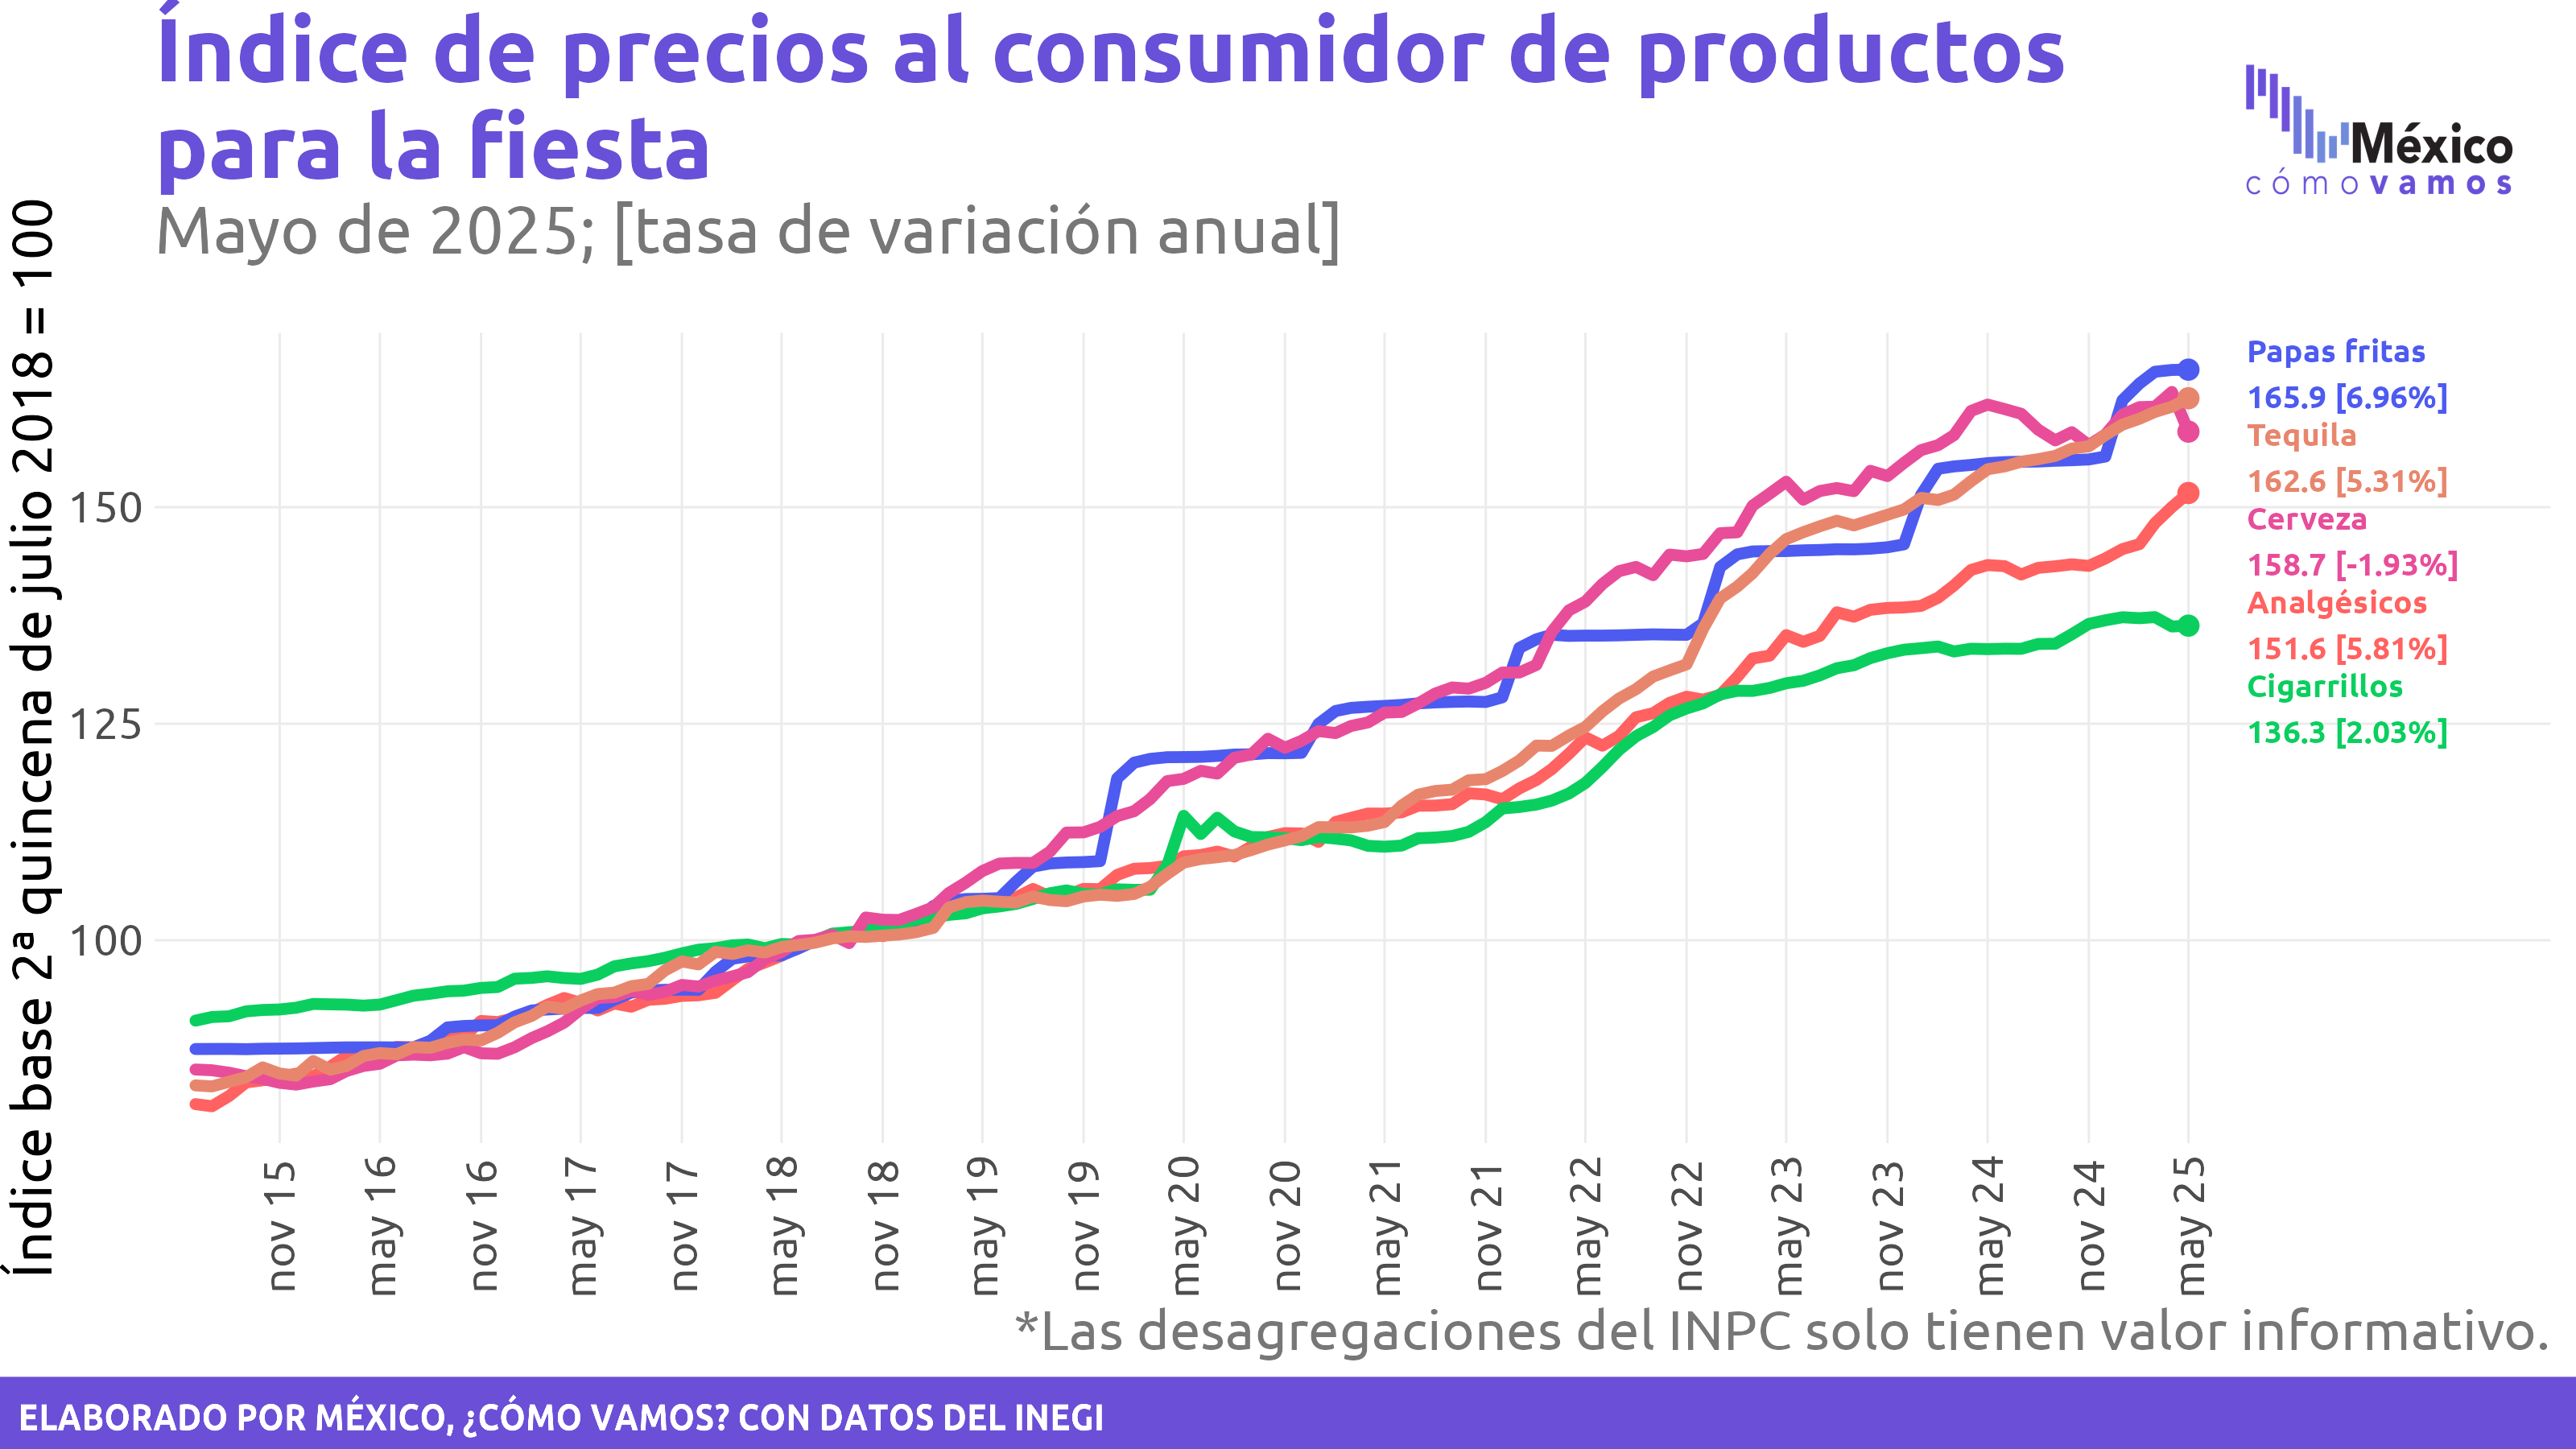 Índice de precios al consumidor de productos
para la fiesta
Mayo de 2025; [tasa de variación anual]
México
cómo vamos
Índice base 2ª quincena de julio 2018 = 100
150
125
100
Papas fritas
165.9 [6.96%]
Tequila
162.6 [5.31%]
Cerveza
158.7 [-1.93%]
Analgésicos
151.6 [5.81%]
Cigarrillos
136.3 [2.03%]
nov 15
may 16
nov 16
may 17
nov 17
may 18
nov 18
may 19
nov 19
may 20
nov 20
may 21
nov 21
may 22
nov 22
may 23
nov 23
may 24
nov 24
may 25
*Las desagregaciones del INPC solo tienen valor informativo.
ELABORADO POR MÉXICO, ¿CÓMO VAMOS? CON DATOS DEL INEGI